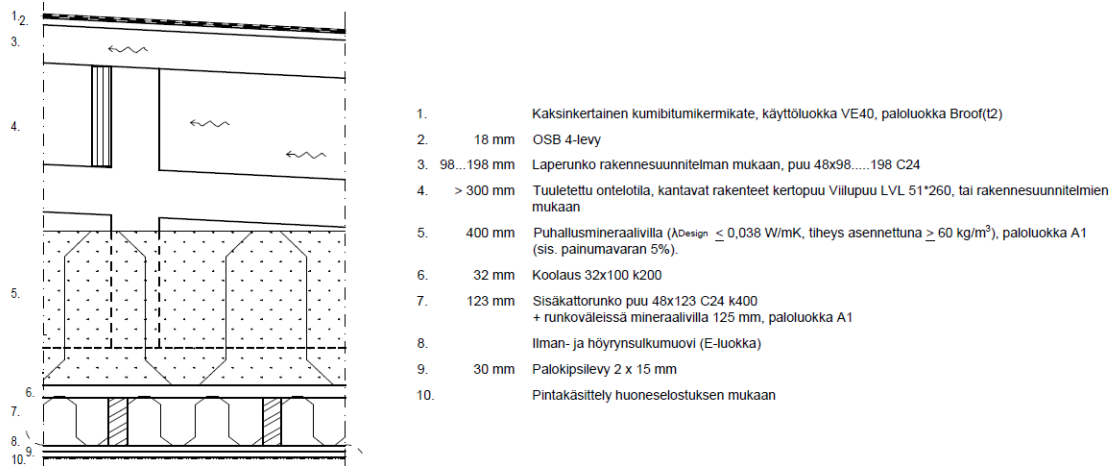 1.
2.
3.
4.
5.
6.
7.
8.
9.
10.
1. Kaksinkertainen kumibitumikermikate, käyttöluokka VE40, paloluokka Broof(t2)
2. 18 mm OSB 4-levy
3. 98...198 mm Laperunko rakennesuunnitelman mukaan, puu 48x98.....198 C24
4. > 300 mm Tuuletettu ontelotila, kantavat rakenteet kertopuu Viilupuu LVL 51*260, tai rakennesuunnitelmien
mukaan
5. 400 mm Puhallusmineraalivilla (λDesign ≤ 0,038 W/mK, tiheys asennettuna ≥ 60 kg/m³), paloluokka A1
(sis. painumavaran 5%).
6. 32 mm Koolaus 32x100 k200
7. 123 mm Sisäkattorunko puu 48x123 C24 k400
+ runkoväleissä mineraalivilla 125 mm, paloluokka A1
8. Ilman- ja höyrynsulkumuovi (E-luokka)
9. 30 mm Palokipsilevy 2 x 15 mm
10. Pintakäsittely huoneselostuksen mukaan